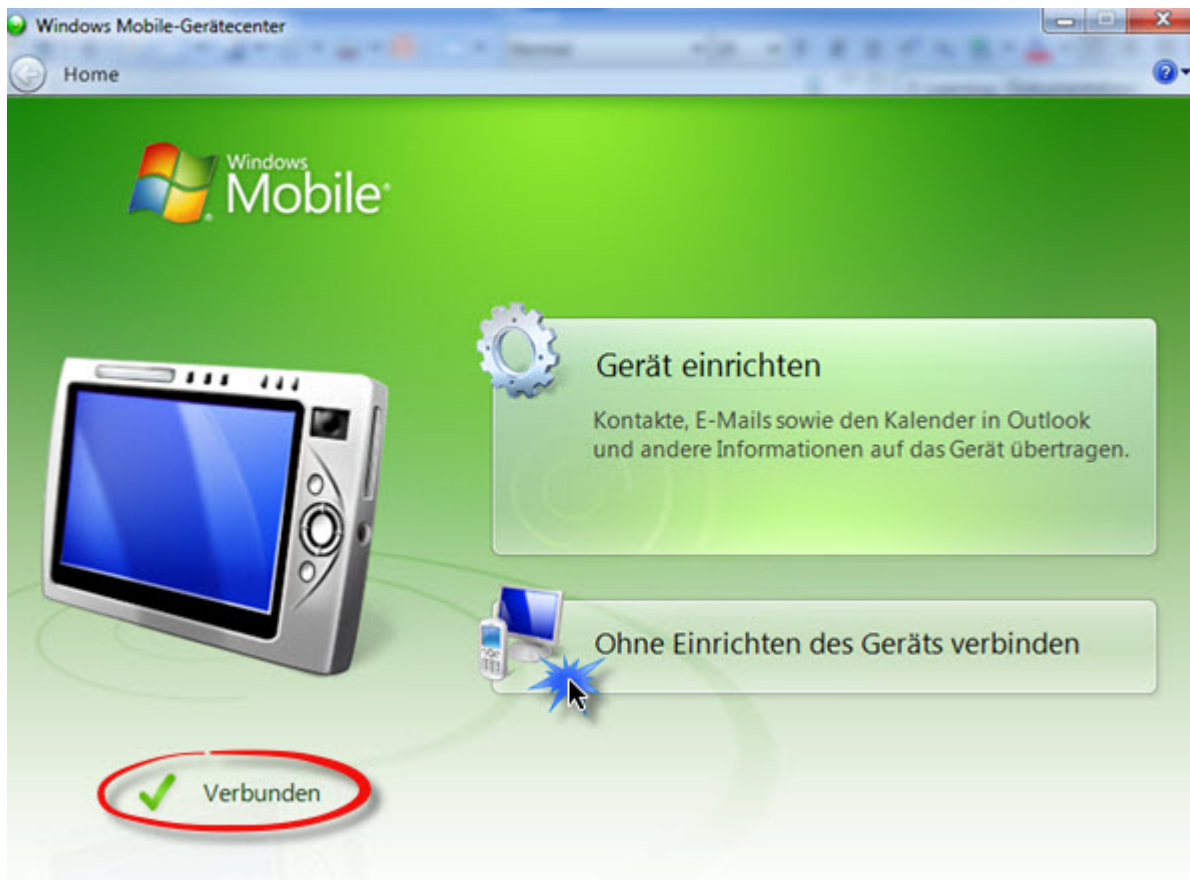 Windows Mobile-Gerätecenter
Home
Windows
Mobile
Gerät einrichten
Kontakte, E-Mails sowie den Kalender in Outlook
und andere Informationen auf das Gerät übertragen.
Ohne Einrichten des Geräts verbinden
Verbunden